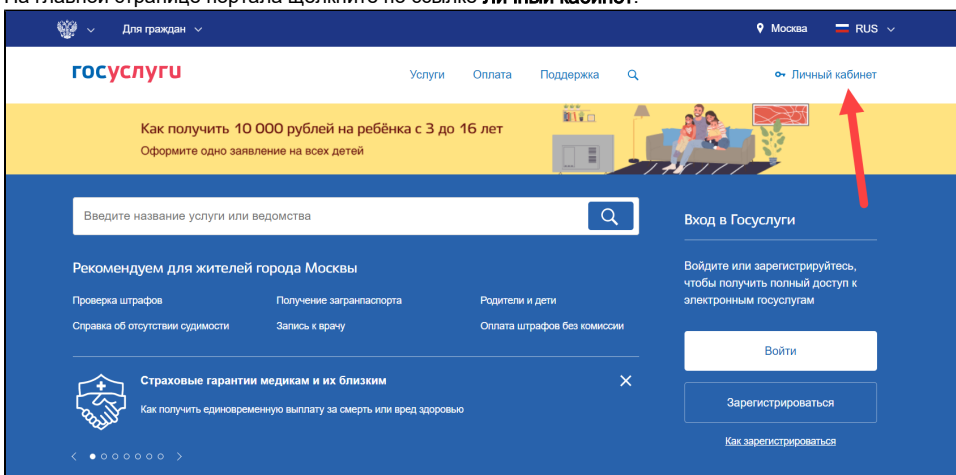 На главной странице портала щелкните по ссылке личный кабинет.
Для граждан
Москва
RUS
госуслуги
Услуги
Оплата
Поддержка
Личный кабинет
Как получить 10 000 рублей на ребёнка с 3 до 16 лет
Оформите одно заявление на всех детей
Введите название услуги или ведомства
Рекомендуем для жителей города Москвы
Проверка штрафов
Получение загранпаспорта
Родители и дети
Справка об отсутствии судимости
Запись к врачу
Оплата штрафов без комиссии
Страховые гарантии медикам и их близким
Как получить единовременную выплату за смерть или вред здоровью
Вход в Госуслуги
Войдите или зарегистрируйтесь,
чтобы получить полный доступ к
электронным госуслугам
Войти
Зарегистрироваться
Как зарегистрироваться